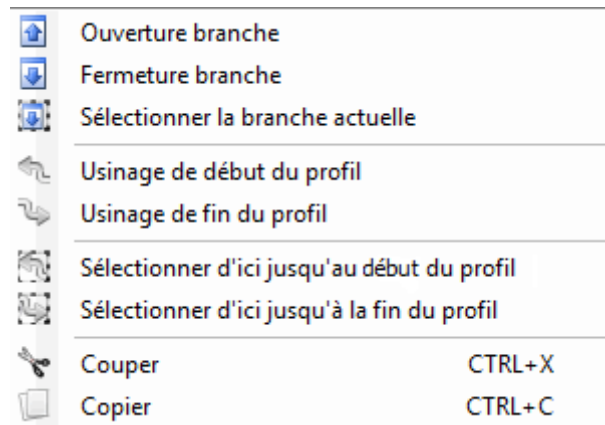 Ouverture branche
Fermeture branche
Sélectionner la branche actuelle
Usinage de début du profil
Usinage de fin du profil
Sélectionner d'ici jusqu'au début du profil
Sélectionner d'ici jusqu'à la fin du profil
Couper CTRL+X
Copier CTRL+C